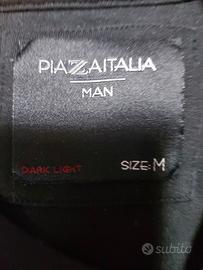 PIAZZAITALIA
MAN
DARK LIGHT
SIZE: M
subito